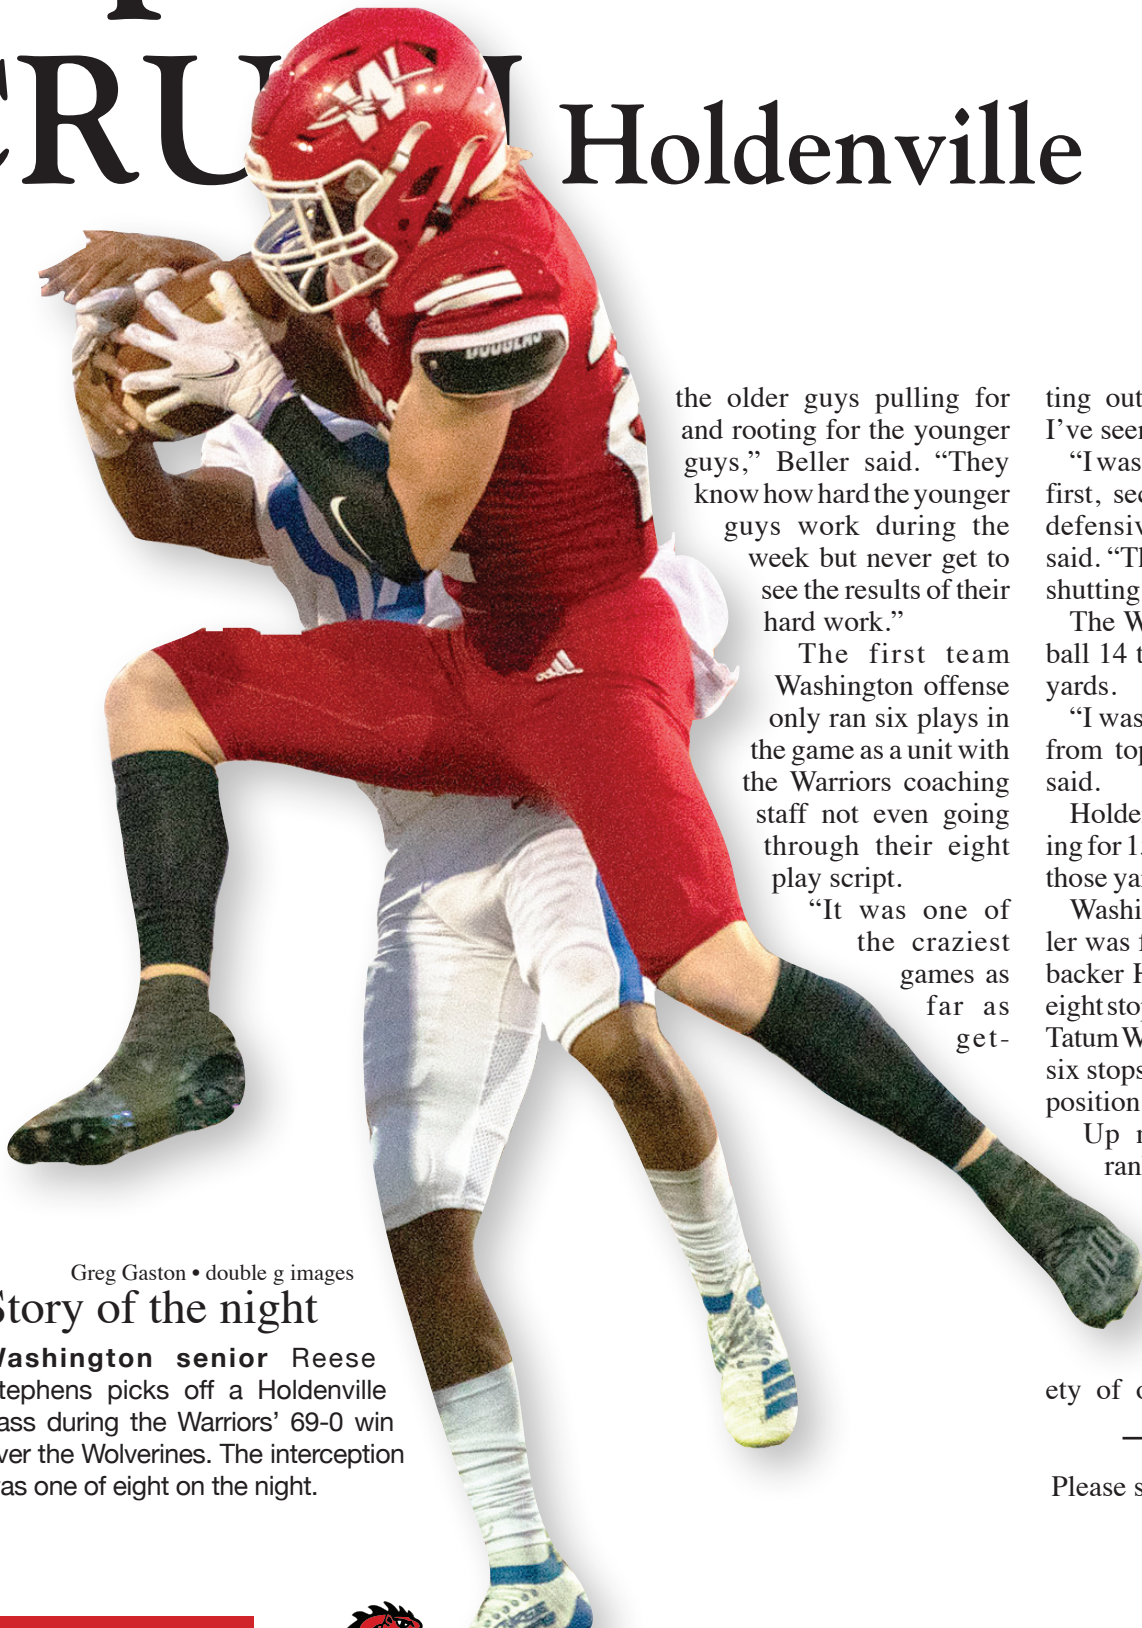 CRU Holdenville
DOUGLAS
the older guys pulling for
and rooting for the younger
guys,” Beller said. “They
know how hard the younger
guys work during the
week but never get to
see the results of their
hard work.”
The first team
Washington offense
only ran six plays in
the game as a unit with
the Warriors coaching
staff not even going
through their eight
play script.
“It was one of
the craziest
games as
far as
get-
ting out
I’ve seen
“I was
first, sec
defensiv
said. “Th
shutting
The W
ball 14 t
yards.
“I was
from top
said.
Holde
ing for 1
those ya
Washi
ler was f
backer H
eight sto
Tatum W
six stops
position
Up
ran
ety of
Please s
Greg Gaston • double g images
Story of the night
Washington senior Reese
tephens picks off a Holdenville
ass during the Warriors’ 69-0 win
ver the Wolverines. The interception
as one of eight on the night.